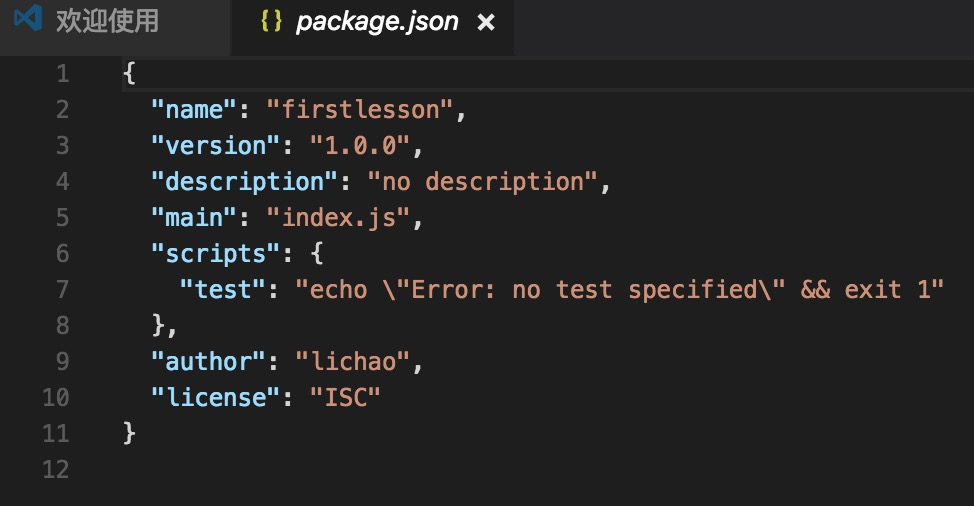 欢迎使用 {} package.json ×
1 {
2 "name": "firstlesson",
3 "version": "1.0.0",
4 "description": "no description",
5 "main": "index.js",
6 "scripts": {
7 "test": "echo \"Error: no test specified\" && exit 1"
8 },
9 "author": "lichao",
10 "license": "ISC"
11 }
12